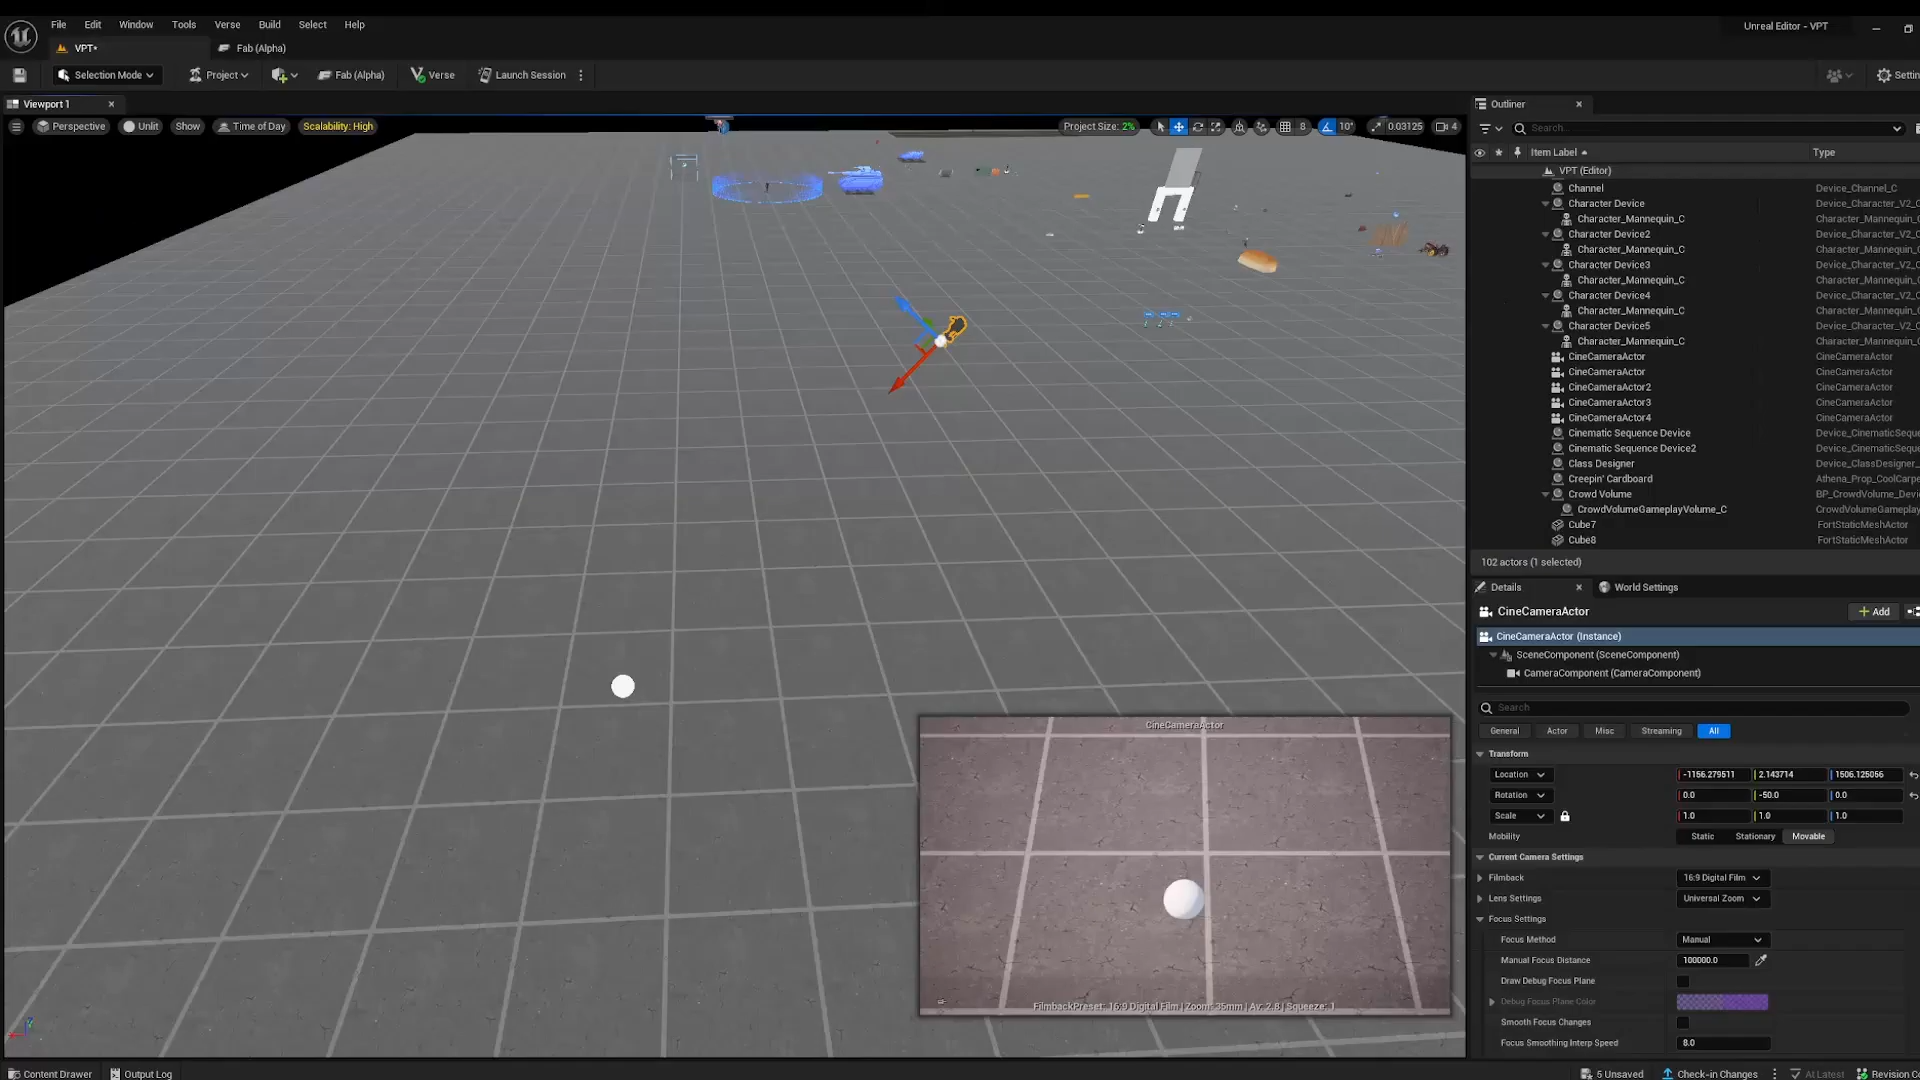 File Edit Window Tools Verse Build Select Help
Unreal Editor - VPT
VPT•
Fab (Alpha)
Selection Mode
Project
Fab (Alpha)
Verse
Launch Session
Viewport 1
Perspective
Unlit
Show
Time of Day
Scalability: High
Project Size: 2%
8
10°
0.03125
4
Outliner
Search...
Item Label
Type
VPT (Editor)
Channel Device_Channel_C
Character Device Device_Character_V2_C
Character_Mannequin_C Character_Mannequin_C
Character Device2 Device_Character_V2_C
Character_Mannequin_C Character_Mannequin_C
Character Device3 Device_Character_V2_C
Character_Mannequin_C Character_Mannequin_C
Character Device4 Device_Character_V2_C
Character_Mannequin_C Character_Mannequin_C
Character Device5 Device_Character_V2_C
Character_Mannequin_C Character_Mannequin_C
CineCameraActor CineCameraActor
CineCameraActor CineCameraActor
CineCameraActor2 CineCameraActor
CineCameraActor3 CineCameraActor
CineCameraActor4 CineCameraActor
Cinematic Sequence Device Device_CinematicSeque
Cinematic Sequence Device2 Device_CinematicSeque
Class Designer Device_ClassDesigner_
Creepin' Cardboard Athena_Prop_CoolCarpe
Crowd Volume BP_CrowdVolume_Devi
CrowdVolumeGameplayVolume_C CrowdVolumeGameplay
Cube7 FortStaticMeshActor
Cube8 FortStaticMeshActor
102 actors (1 selected)
Details
World Settings
CineCameraActor
Add
CineCameraActor (Instance)
SceneComponent (SceneComponent)
CameraComponent (CameraComponent)
Search
General Actor Misc Streaming All
Transform
Location -1156.279511 2.143714 1506.125056
Rotation 0.0 -50.0 0.0
Scale 1.0 1.0 1.0
Mobility Static Stationary Movable
Current Camera Settings
Filmback 16:9 Digital Film
Lens Settings Universal Zoom
Focus Settings
Focus Method Manual
Manual Focus Distance 100000.0
Draw Debug Focus Plane
Debug Focus Plane Color
Smooth Focus Changes
Focus Smoothing Interp Speed 8.0
CineCameraActor
FilmbackPreset: 16:9 Digital Film | Zoom: 35mm | Av: 2.8 | Squeeze: 1
Content Drawer
Output Log
5 Unsaved
Check-in Changes
At Latest